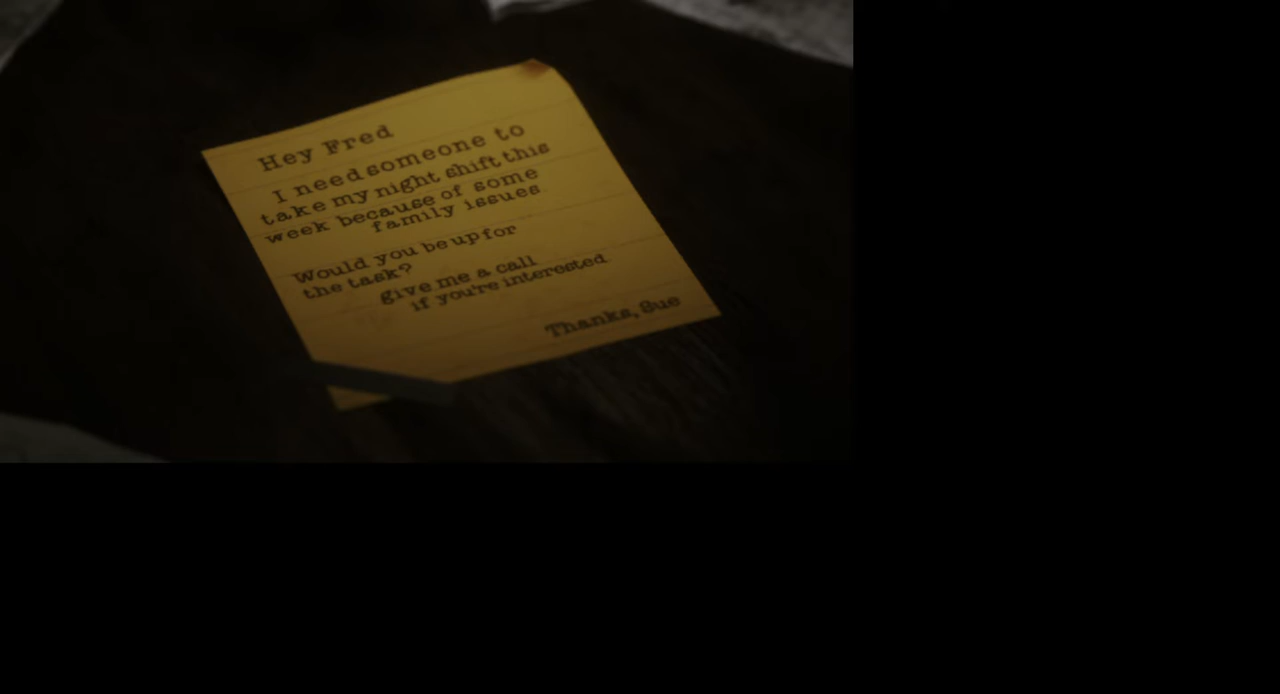 Hey Fred
I need someone to
take my night shift this
week because of some
family issues
Would you be up for
the task?
give me a call
if you're interested
Thanks, Sue